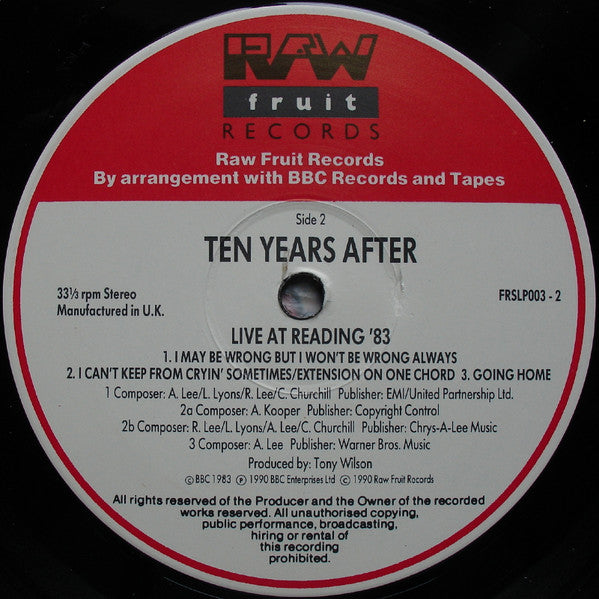 RAW
fruit
RECORDS
Raw Fruit Records
By arrangement with BBC Records and Tapes
Side 2
TEN YEARS AFTER
33⅓ rpm Stereo
Manufactured in U.K.
FRSLP003 - 2
LIVE AT READING '83
1. I MAY BE WRONG BUT I WON'T BE WRONG ALWAYS
2. I CAN'T KEEP FROM CRYIN' SOMETIMES/EXTENSION ON ONE CHORD 3. GOING HOME
1 Composer: A. Lee/L. Lyons/R. Lee/C. Churchill Publisher: EMI/United Partnership Ltd.
2a Composer: A. Kooper Publisher: Copyright Control
2b Composer: R. Lee/L. Lyons/A. Lee/C. Churchill Publisher: Chrys-A-Lee Music
3 Composer: A. Lee Publisher: Warner Bros. Music
Produced by: Tony Wilson
© BBC 1983 ℗ 1990 BBC Enterprises Ltd © 1990 Raw Fruit Records
All rights reserved of the Producer and the Owner of the recorded
works reserved. All unauthorised copying,
public performance, broadcasting,
hiring or rental of
this recording
prohibited.